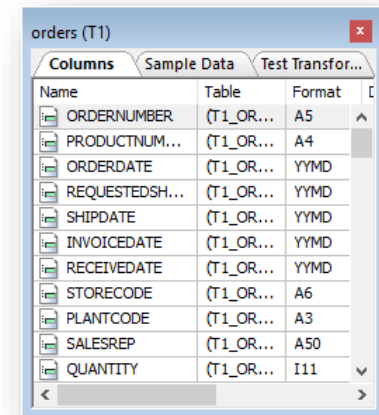 orders (T1)
x
Columns Sample Data Test Transfor...
Name Table Format D
ORDERNUMBER (T1_OR... A5
PRODUCTNUM... (T1_OR... A4
ORDERDATE (T1_OR... YYMD
REQUESTEDSH... (T1_OR... YYMD
SHIPDATE (T1_OR... YYMD
INVOICEDATE (T1_OR... YYMD
RECEIVEDATE (T1_OR... YYMD
STORECODE (T1_OR... A6
PLANTCODE (T1_OR... A3
SALESREP (T1_OR... A50
QUANTITY (T1_OR... I11